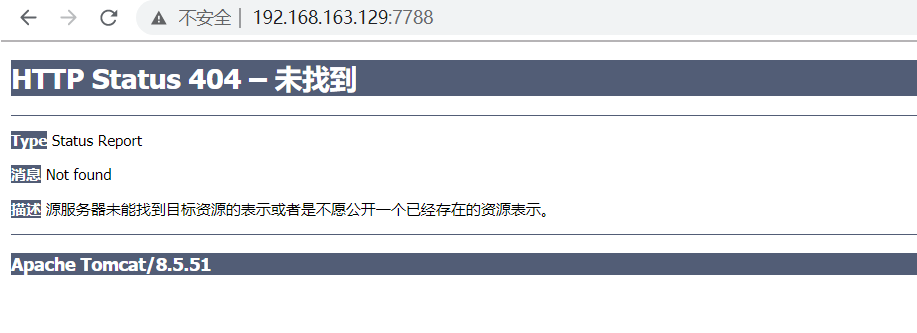 不安全 | 192.168.163.129:7788
HTTP Status 404 – 未找到
Type Status Report
消息 Not found
描述 源服务器未能找到目标资源的表示或者是不愿公开一个已经存在的资源表示。
Apache Tomcat/8.5.51